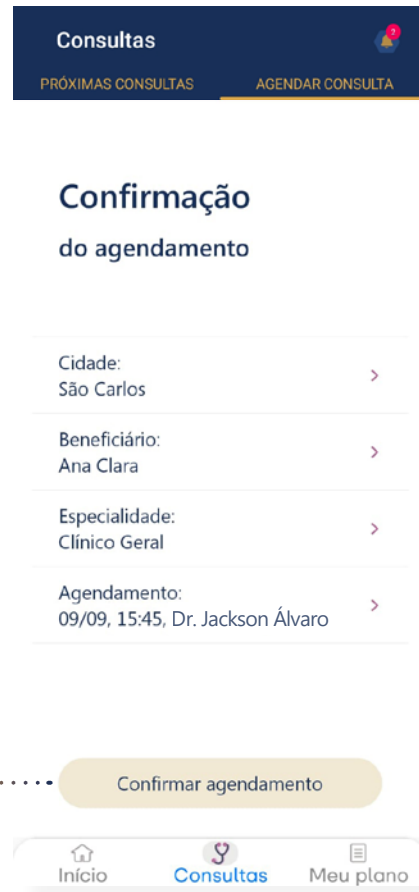 Consultas
2
PRÓXIMAS CONSULTAS AGENDAR CONSULTA
Confirmação
do agendamento
Cidade:
São Carlos
Beneficiário:
Ana Clara
Especialidade:
Clínico Geral
Agendamento:
09/09, 15:45, Dr. Jackson Álvaro
Confirmar agendamento
Início Consultas Meu plano